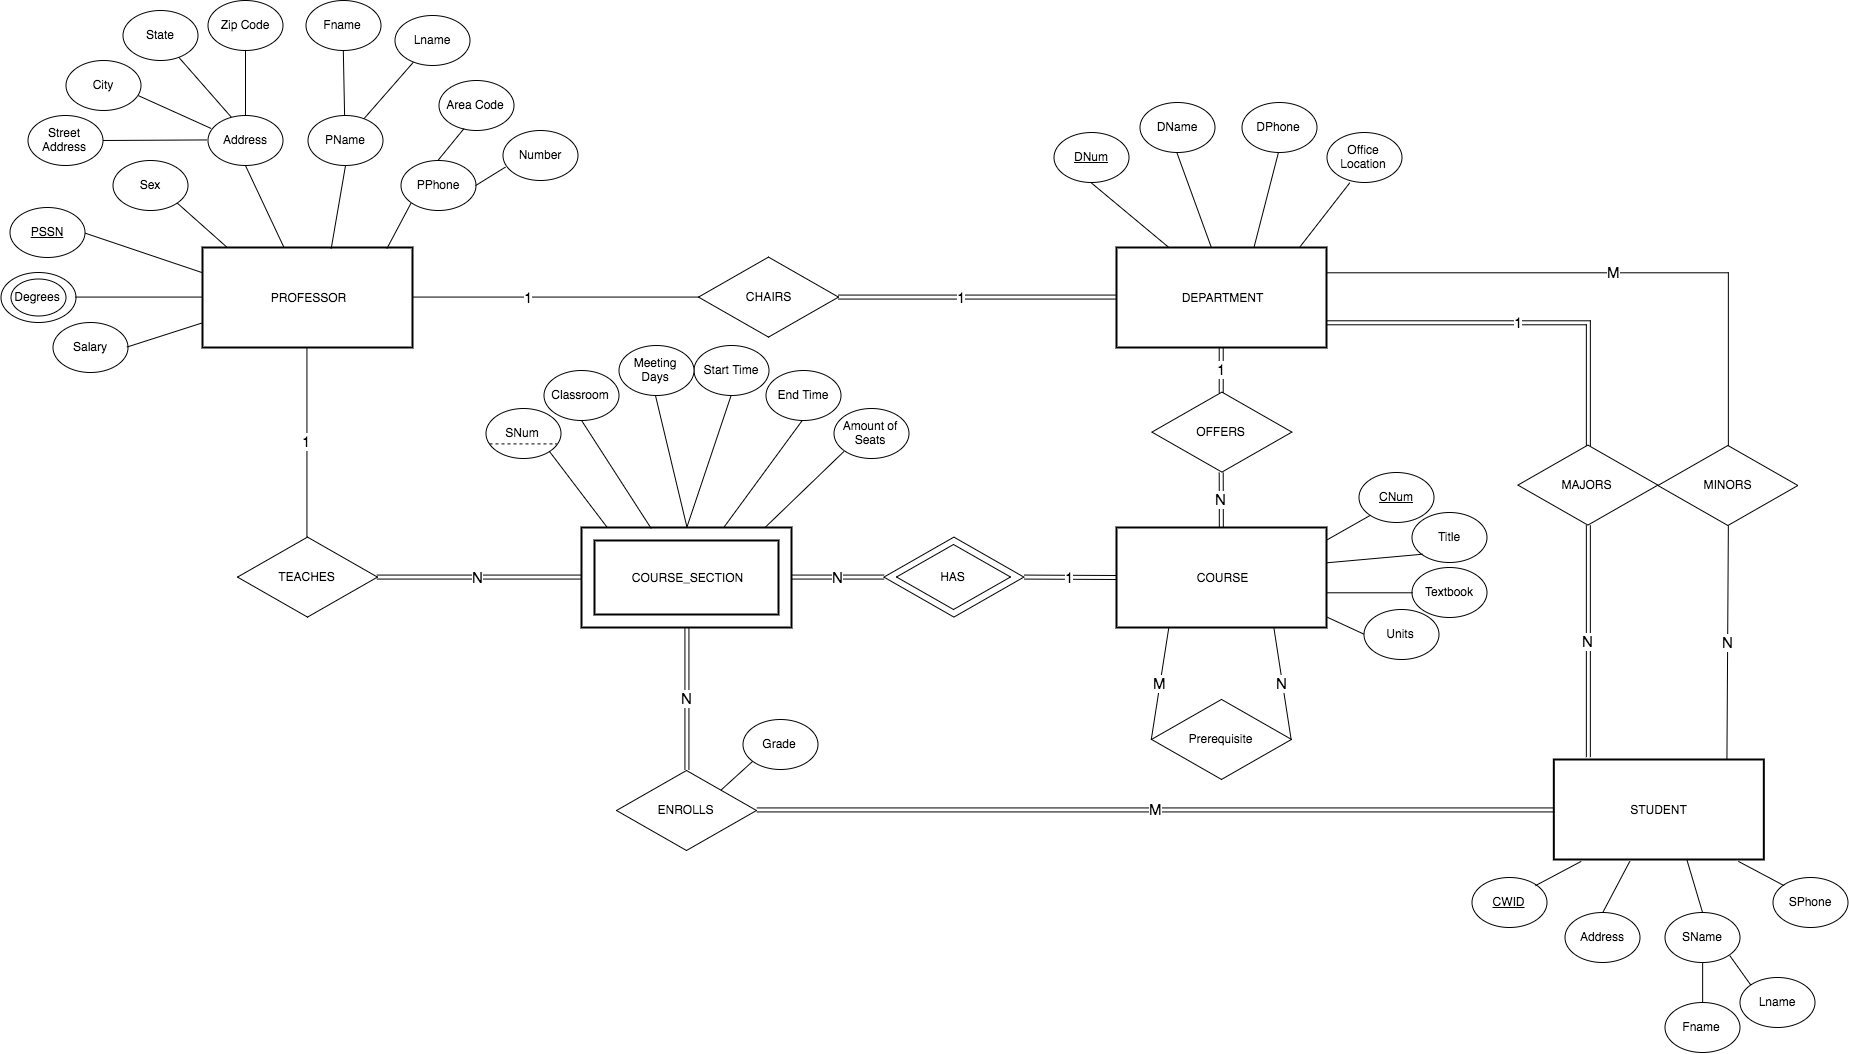 State
Zip Code
Fname
Lname
City
Area Code
Street
Address
Address
PName
Number
Sex
PPhone
PSSN
Degrees
PROFESSOR
Salary
1
CHAIRS
1
DNum
DName
DPhone
Office
Location
DEPARTMENT
M
1
1
OFFERS
N
MAJORS
MINORS
SNum
Classroom
Meeting
Days
Start Time
End Time
Amount of
Seats
1
TEACHES
N
COURSE_SECTION
N
HAS
1
COURSE
CNum
Title
Textbook
Units
N
N
M
N
Prerequisite
N
Grade
ENROLLS
M
STUDENT
CWID
Address
SName
SPhone
Fname
Lname